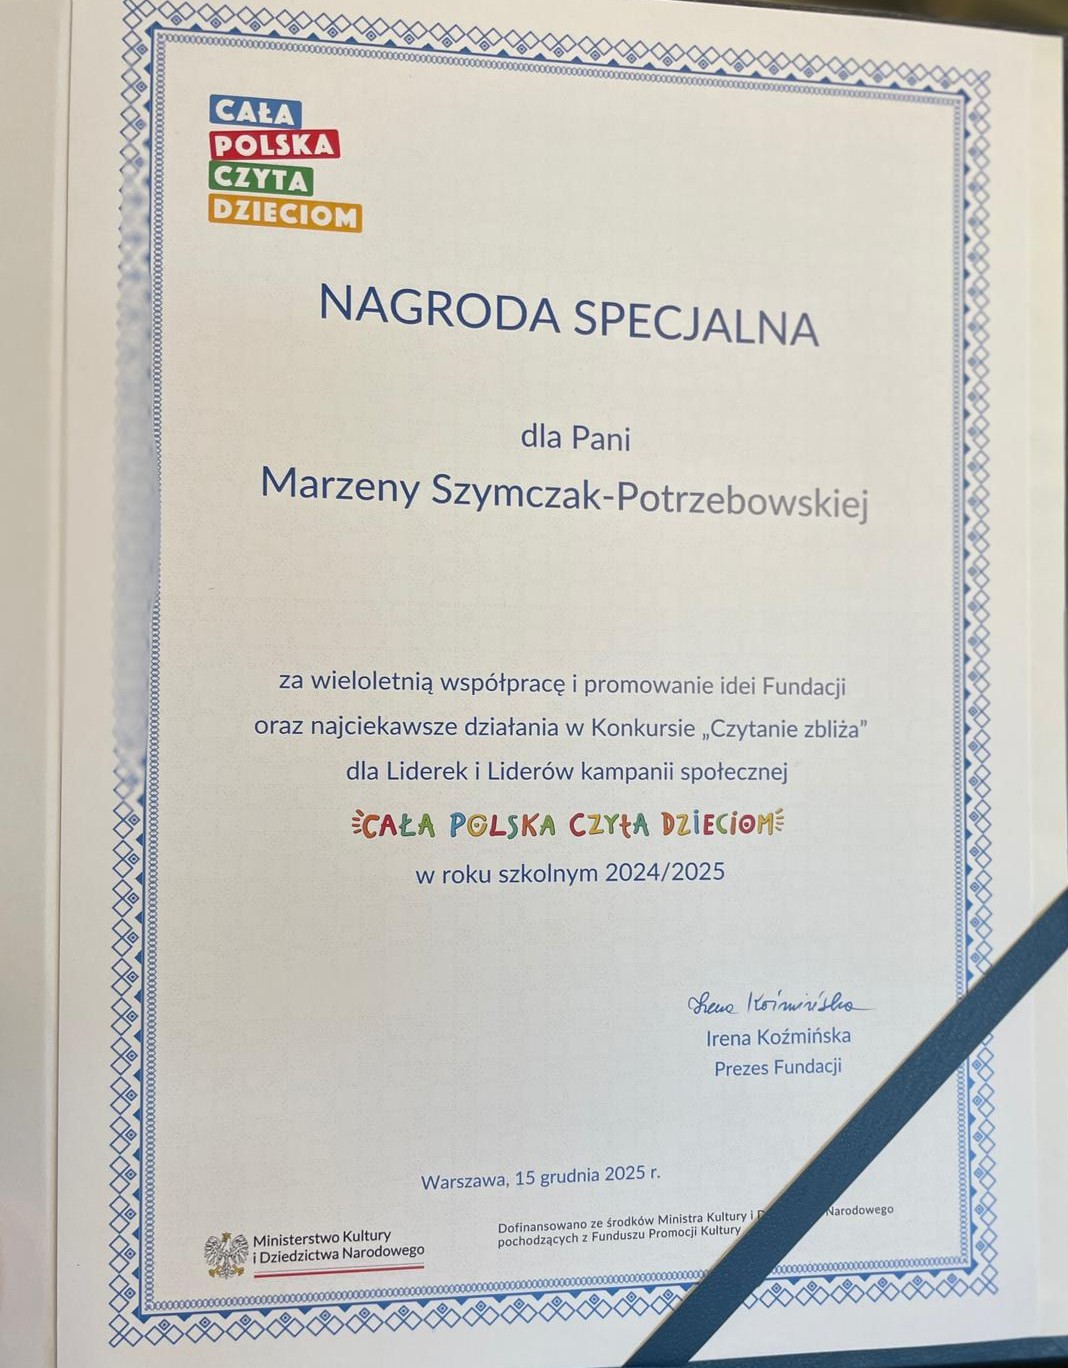 CAŁA
POLSKA
CZYTA
DZIECIOM
NAGRODA SPECJALNA
dla Pani
Marzeny Szymczak-Potrzebowskiej
za wieloletnią współpracę i promowanie idei Fundacji
oraz najciekawsze działania w Konkursie „Czytanie zbliża”
dla Liderek i Liderów kampanii społecznej
CAŁA POLSKA CZYTA DZIECIOM
w roku szkolnym 2024/2025
Irena Koźmińska
Irena Koźmińska
Prezes Fundacji
Warszawa, 15 grudnia 2025 r.
Ministerstwo Kultury
i Dziedzictwa Narodowego
Dofinansowano ze środków Ministra Kultury i Narodowego
pochodzących z Funduszu Promocji Kultury